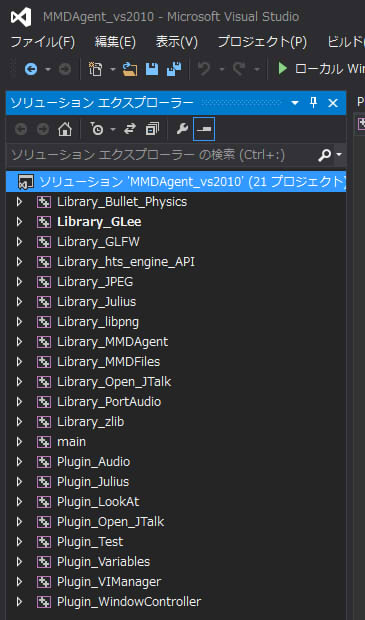 MMDAgent_vs2010 - Microsoft Visual Studio
ファイル(F) 編集(E) 表示(V) プロジェクト(P) ビルド
ローカル Win
ソリューション エクスプローラー
ソリューション エクスプローラー の検索 (Ctrl+:)
ソリューション 'MMDAgent_vs2010' (21 プロジェクト)
Library_Bullet_Physics
Library_GLee
Library_GLFW
Library_hts_engine_API
Library_JPEG
Library_Julius
Library_libpng
Library_MMDAgent
Library_MMDFiles
Library_Open_JTalk
Library_PortAudio
Library_zlib
main
Plugin_Audio
Plugin_Julius
Plugin_LookAt
Plugin_Open_JTalk
Plugin_Test
Plugin_Variables
Plugin_VIManager
Plugin_WindowController